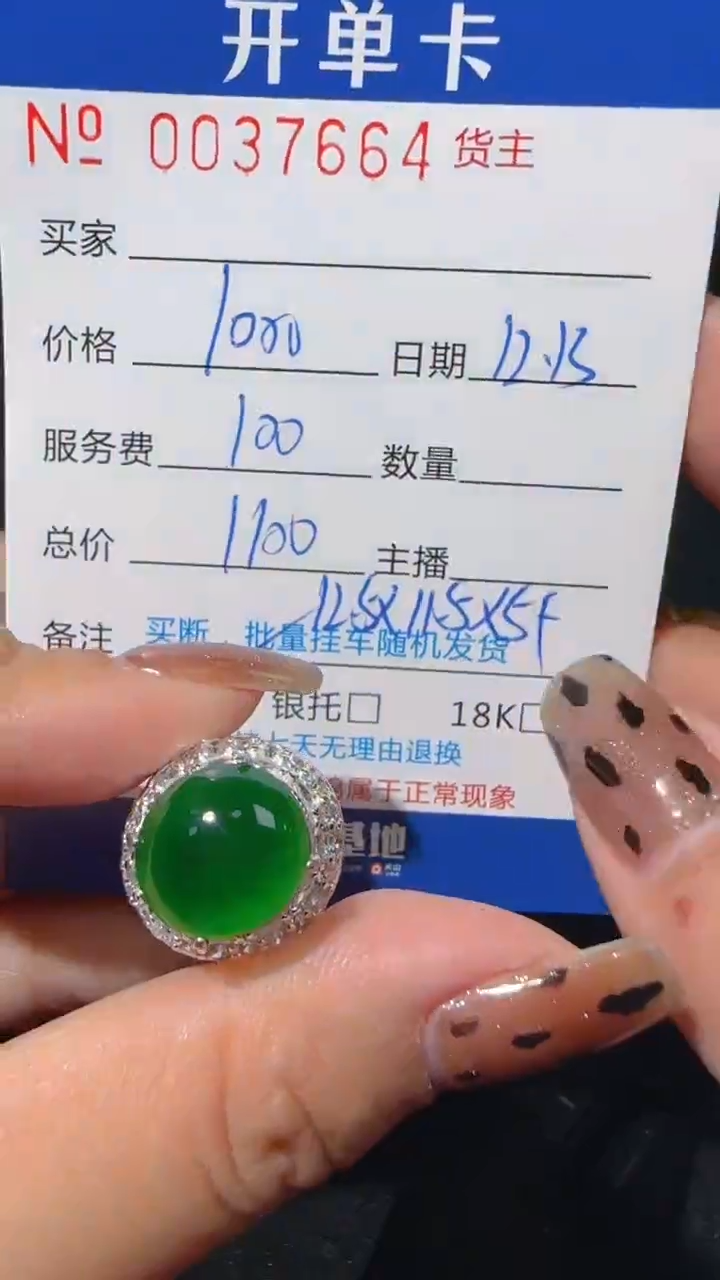 开单卡
Nº 0037664 货主
买家
价格 1000 日期 12.15
服务费 100 数量
总价 1100 主播
12.5X11.5X5+
备注 买断，批量挂车随机发货
银托□ 18K□
七天无理由退换
属于正常现象
基地